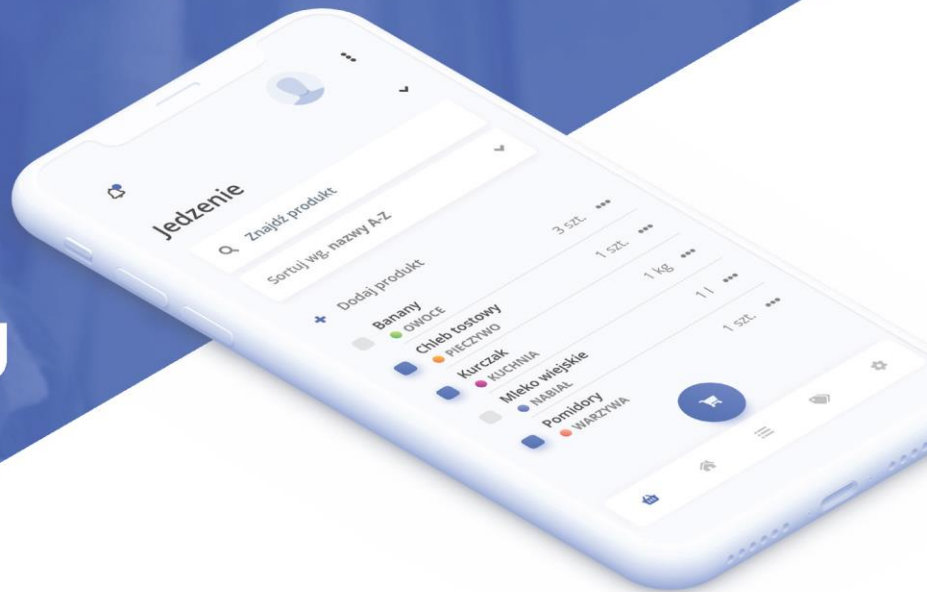 Jedzenie
Znajdź produkt
Sortuj wg. nazwy A-Z
Dodaj produkt
Banany
OWOCE
3 szt.
Chleb tostowy
PIECZYWO
1 szt.
Kurczak
KUCHNIA
1 kg
Mleko wiejskie
NABIAŁ
1 l
Pomidory
WARZYWA
1 szt.